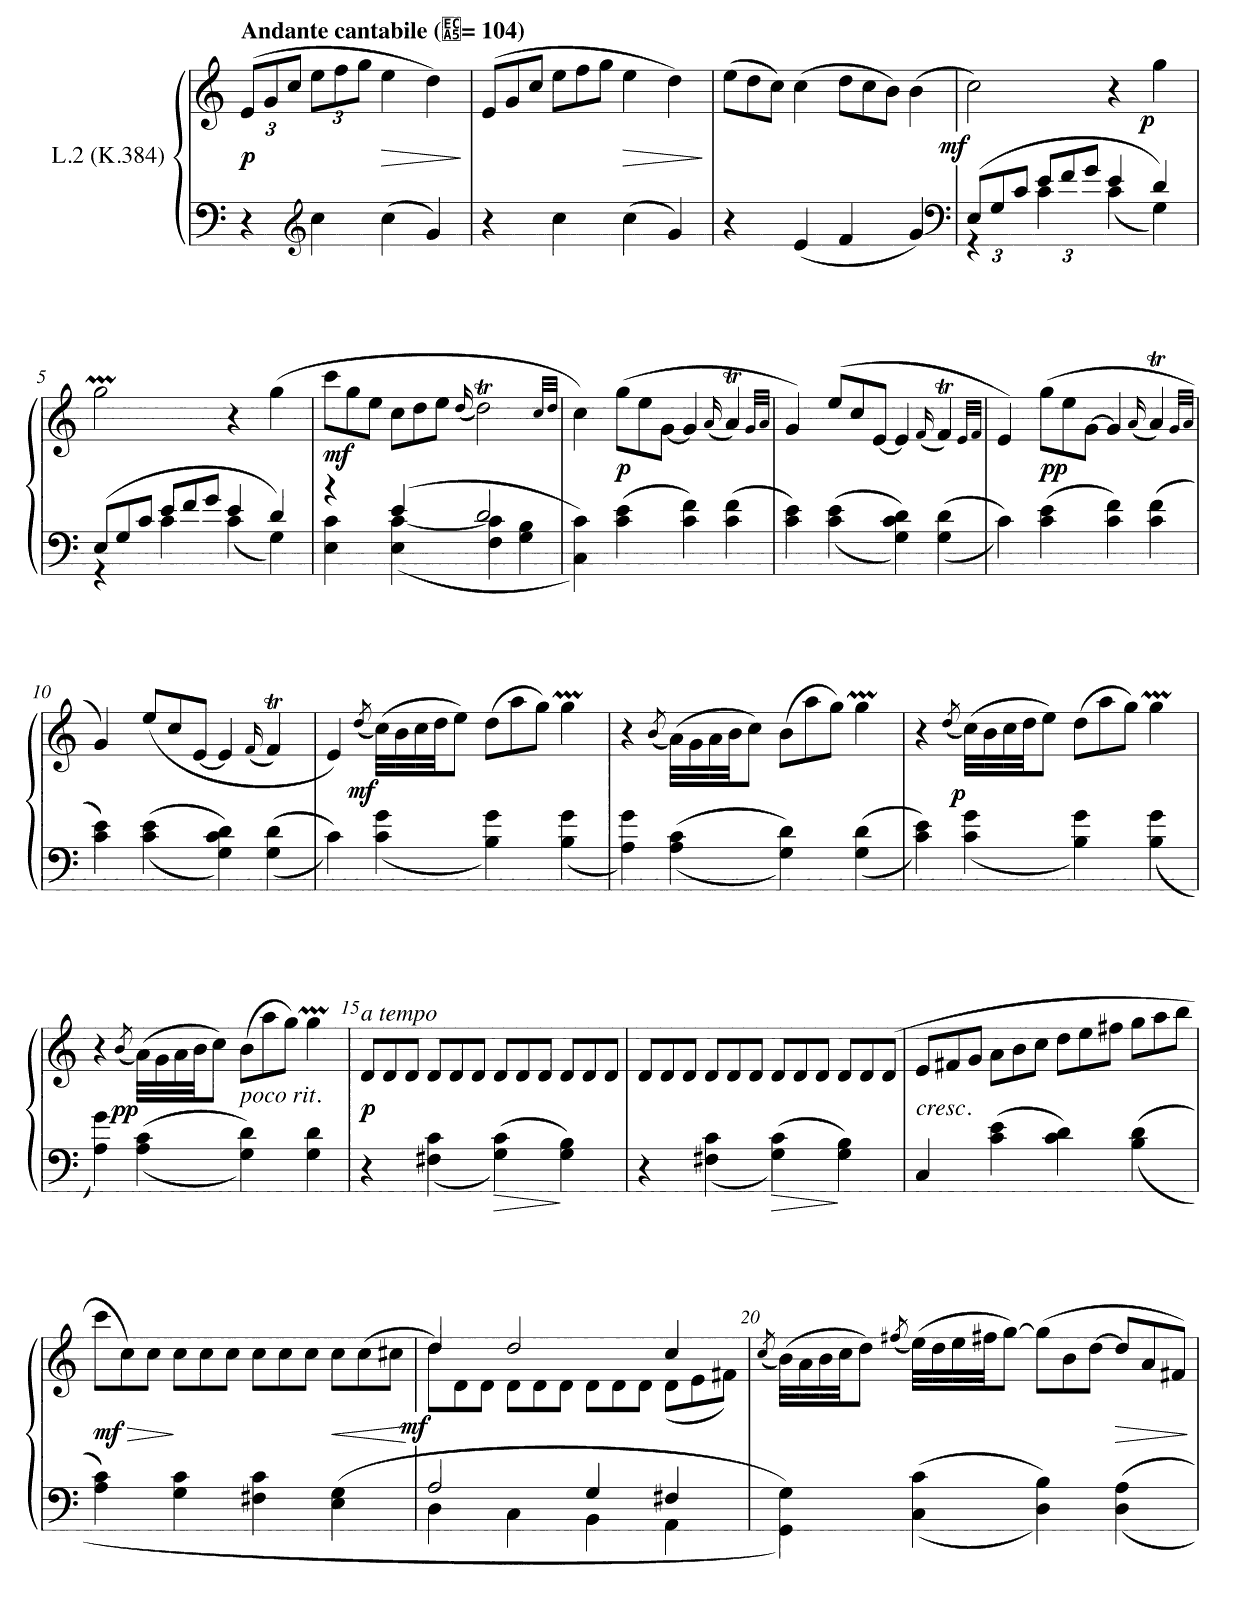 Andante cantabile (= 104)
L.2 (K.384)
3 3
p
mf
p
3 3
5
mf
p
pp
10
mf
p
15
a tempo
pp
poco rit.
p
cresc.
20
mf
mf